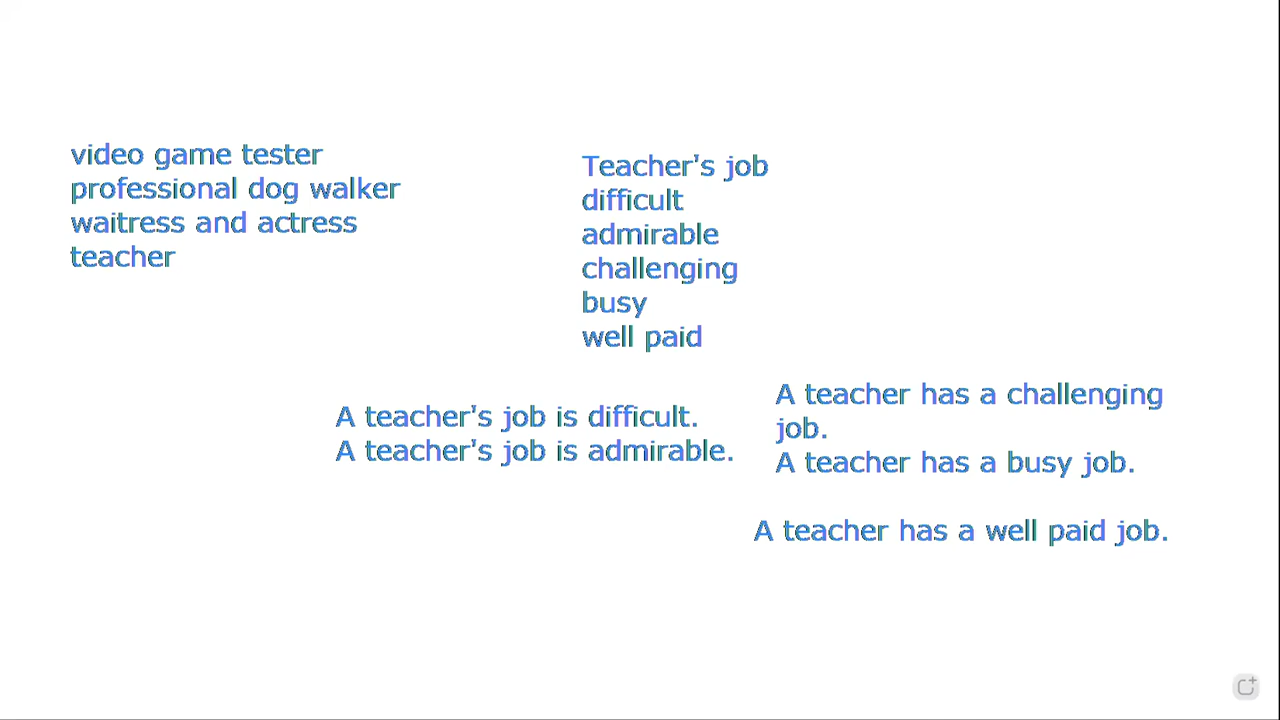 video game tester
professional dog walker
waitress and actress
teacher
Teacher's job
difficult
admirable
challenging
busy
well paid
A teacher's job is difficult.
A teacher's job is admirable.
A teacher has a challenging
job.
A teacher has a busy job.
A teacher has a well paid job.